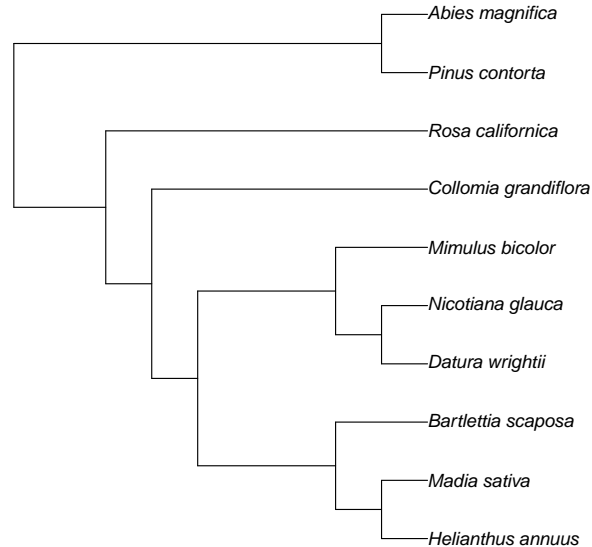 Abies magnifica
Pinus contorta
Rosa californica
Collomia grandiflora
Mimulus bicolor
Nicotiana glauca
Datura wrightii
Bartlettia scaposa
Madia sativa
Helianthus annuus